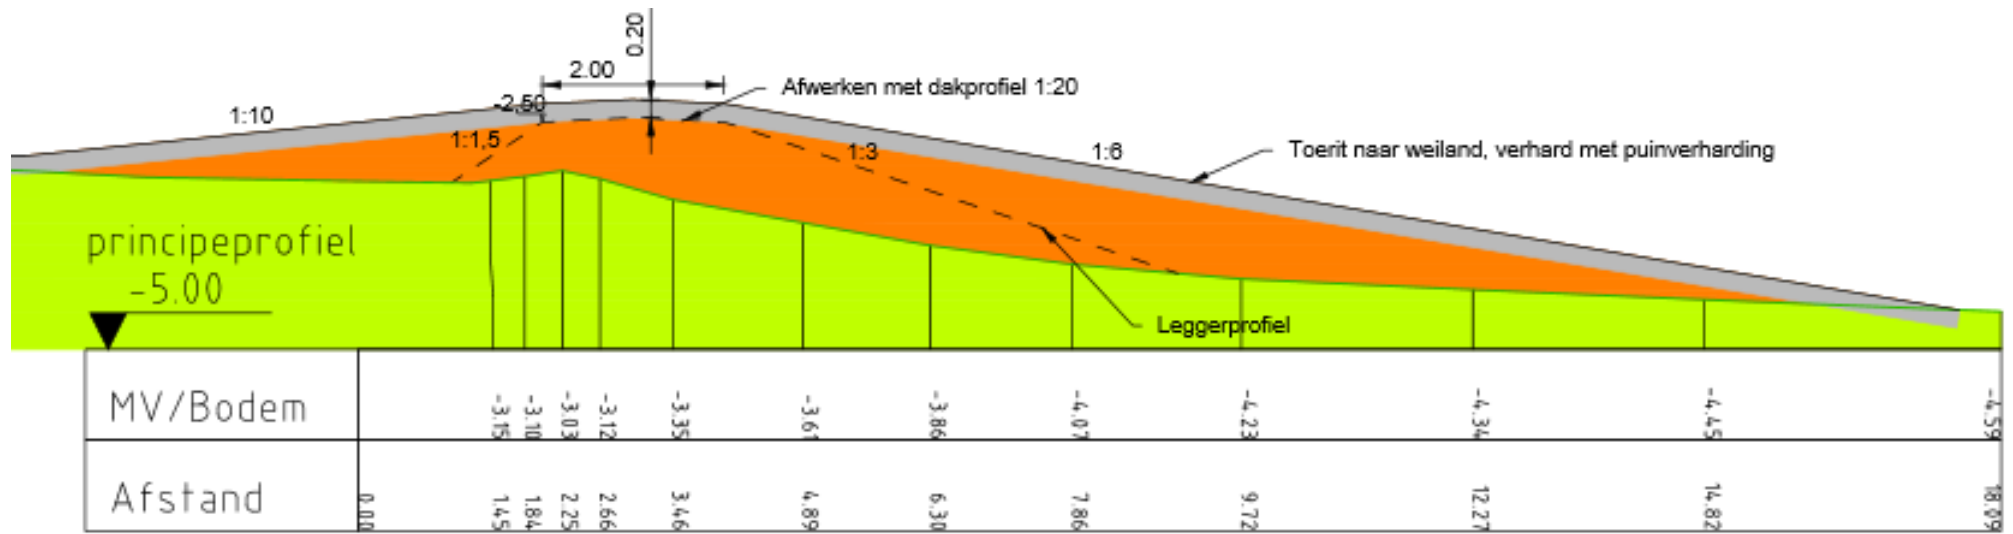 0.20
2.00
Afwerken met dakprofiel 1:20
-2.50
1:10
1:1,5
1:3
1:6
Toerit naar weiland, verhard met puinverharding
principeprofiel
-5.00
Leggerprofiel
MV/Bodem
-3.15 -3.10 -3.03 -3.12 -3.35 -3.61 -3.86 -4.07 -4.23 -4.34 -4.45 -4.59
Afstand
0.00 1.45 1.84 2.25 2.66 3.46 4.89 6.30 7.86 9.72 12.27 14.82 18.09